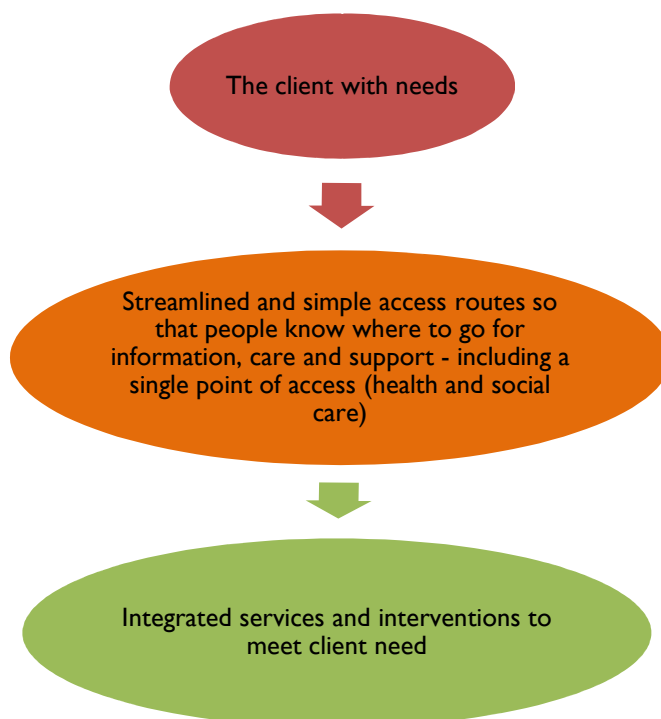 The client with needs
Streamlined and simple access routes so
that people know where to go for
information, care and support - including a
single point of access (health and social
care)
Integrated services and interventions to
meet client need